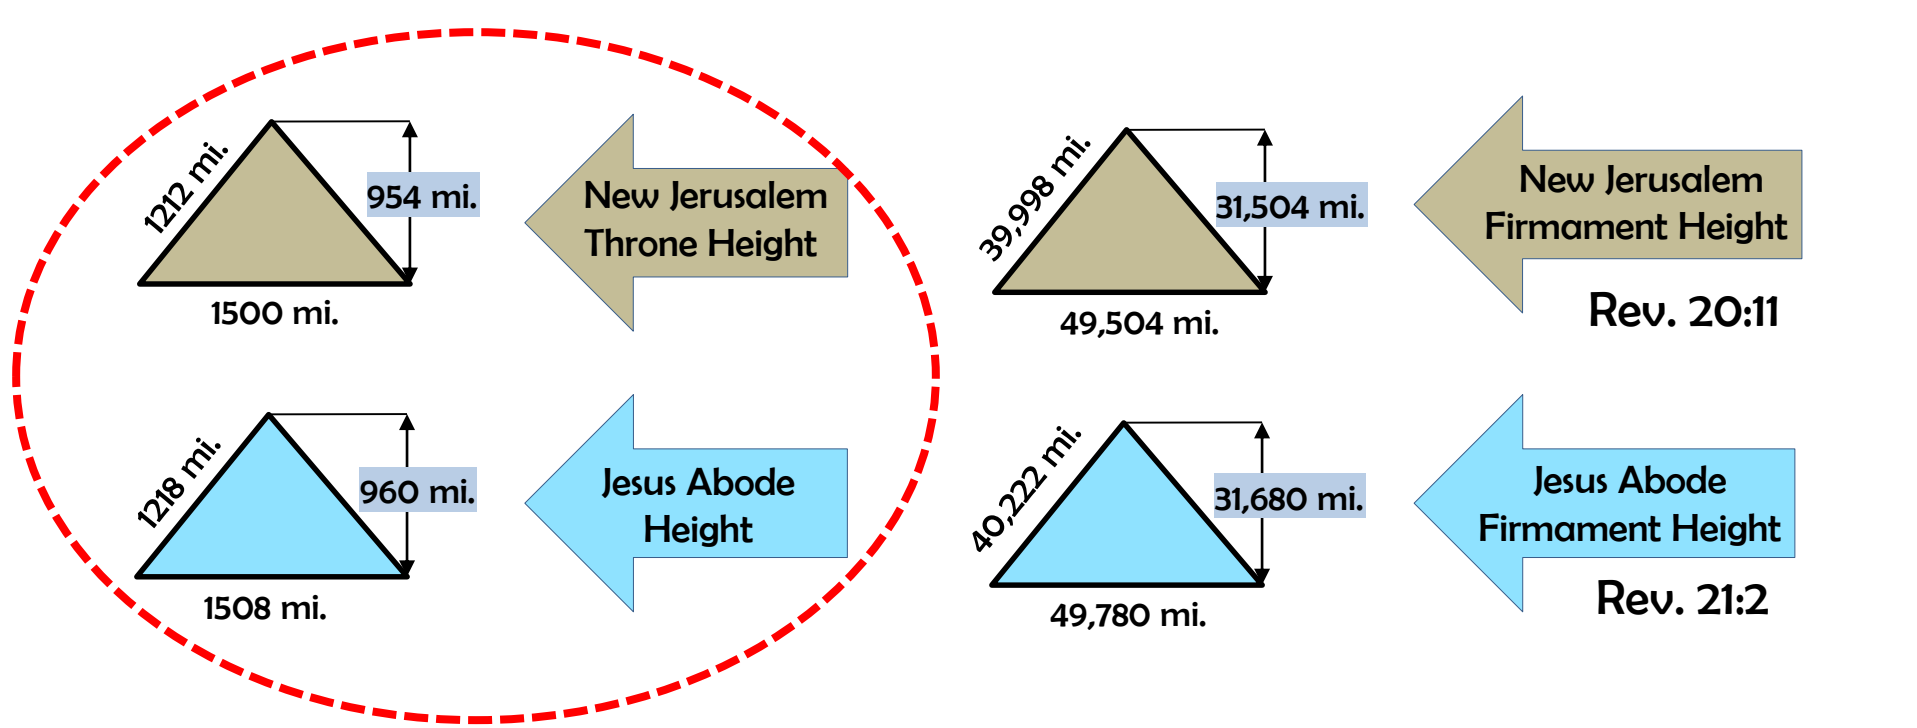 1212 mi.
954 mi.
1500 mi.
New Jerusalem
Throne Height
39,998 mi.
31,504 mi.
49,504 mi.
New Jerusalem
Firmament Height
Rev. 20:11
1218 mi.
960 mi.
1508 mi.
Jesus Abode
Height
40,222 mi.
31,680 mi.
49,780 mi.
Jesus Abode
Firmament Height
Rev. 21:2